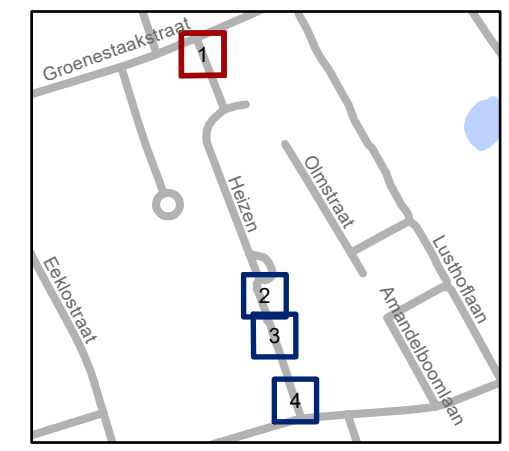 Groenestaakstraat
1
Heizen
Olmstraat
Lusthoflaan
Eeklostraat
2
Amandelboomlaan
3
4